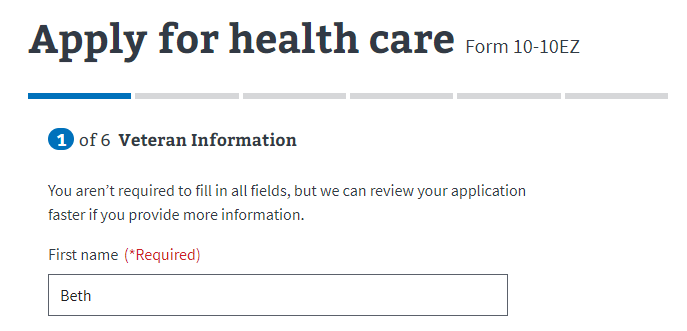 Apply for health care Form 10-10EZ
1 of 6 Veteran Information
You aren’t required to fill in all fields, but we can review your application
faster if you provide more information.
First name (*Required)
Beth